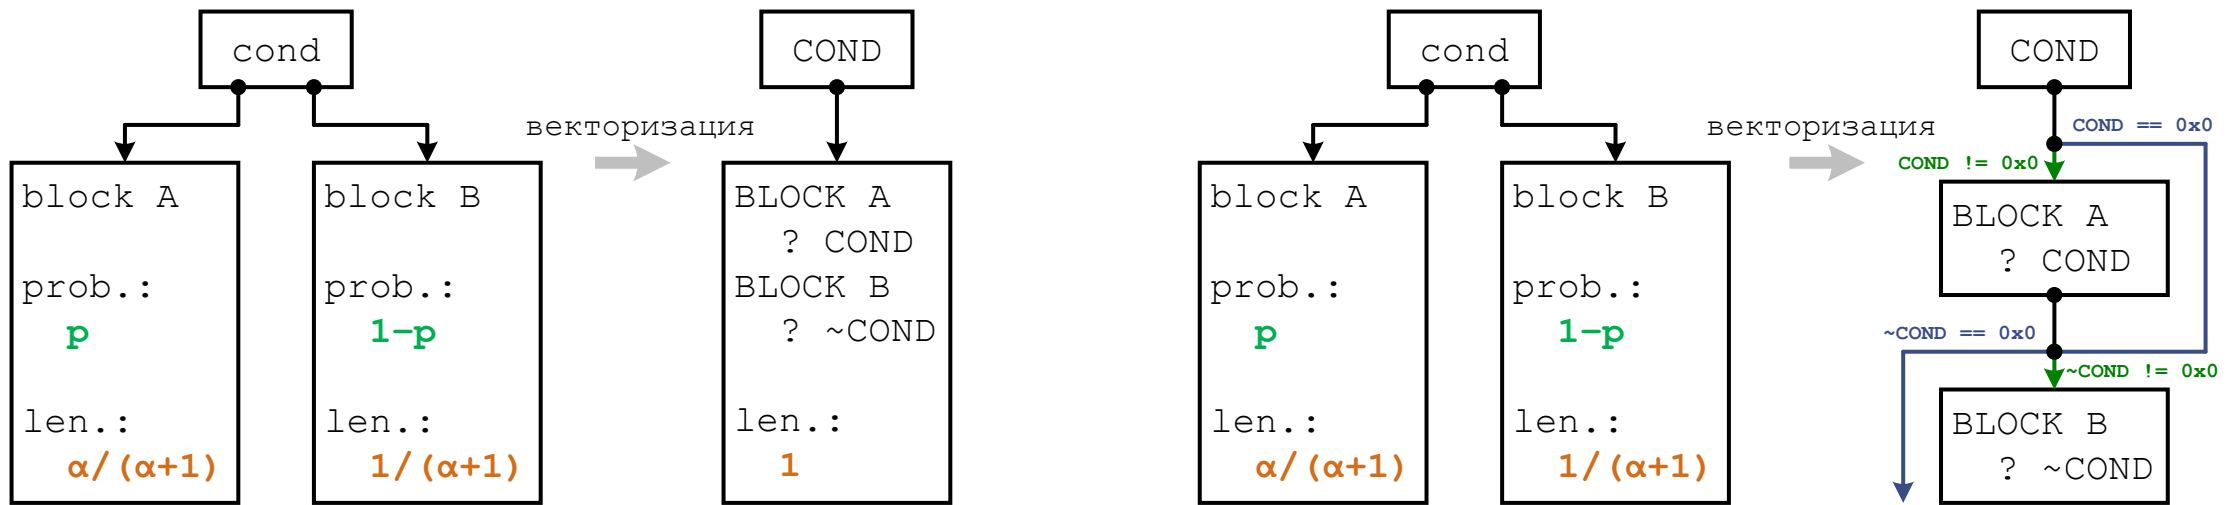 cond
COND
векторизация
block A
prob.:
p
len.:
α/(α+1)
block B
prob.:
1-p
len.:
1/(α+1)
BLOCK A
? COND
BLOCK B
? ~COND
len.:
1
cond
COND
векторизация
COND == 0x0
COND != 0x0
block A
prob.:
p
len.:
α/(α+1)
block B
prob.:
1-p
len.:
1/(α+1)
BLOCK A
? COND
~COND == 0x0
~COND != 0x0
BLOCK B
? ~COND